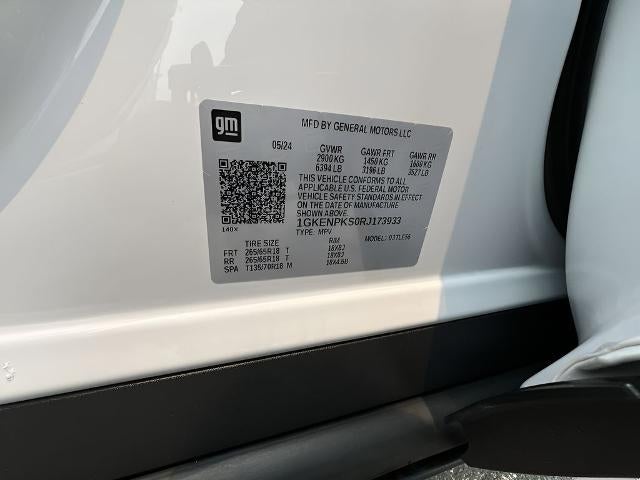 gm
MFD BY GENERAL MOTORS LLC
05/24 GVWR GAWR FRT GAWR RR
2900 KG 1450 KG 1600 KG
6394 LB 3196 LB 3527 LB
THIS VEHICLE CONFORMS TO ALL
APPLICABLE U.S. FEDERAL MOTOR
VEHICLE SAFETY STANDARDS IN EFFECT
ON THE DATE OF MANUFACTURE
SHOWN ABOVE.
140X 1GKENPKS0RJ173933
TYPE: MPV MODEL:
TIRE SIZE RIM
FRT 265/65R18 T 18X8J
RR 265/65R18 T 18X8J
SPA T135/70R18 M 18X4.5B